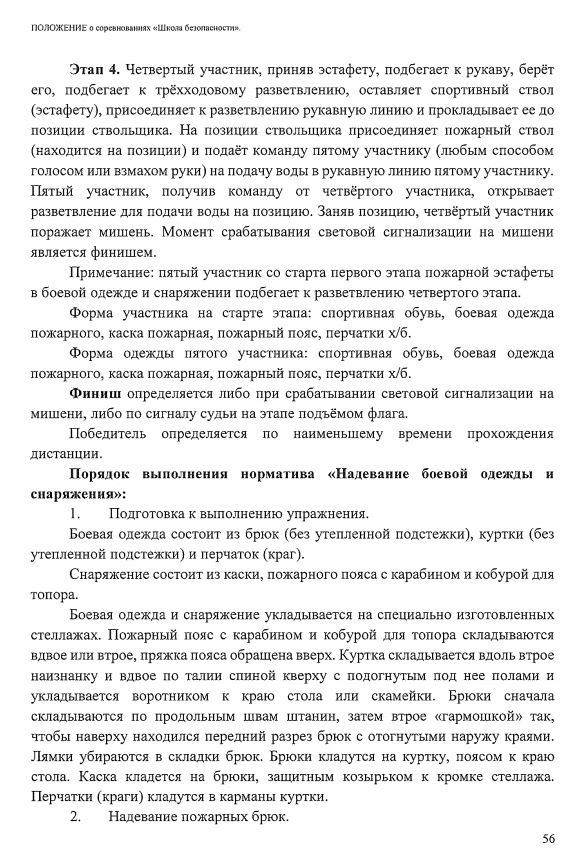 ПОЛОЖЕНИЕ о соревнованиях «Школа безопасности».
Этап 4. Четвертый участник, приняв эстафету, подбегает к рукаву, берёт
его, подбегает к трёхходовому разветвлению, оставляет спортивный ствол
(эстафету), присоединяет к разветвлению рукавную линию и прокладывает ее до
позиции ствольщика. На позиции ствольщика присоединяет пожарный ствол
(находится на позиции) и подаёт команду пятому участнику (любым способом
голосом или взмахом руки) на подачу воды в рукавную линию пятому участнику.
Пятый участник, получив команду от четвёртого участника, открывает
разветвление для подачи воды на позицию. Заняв позицию, четвёртый участник
поражает мишень. Момент срабатывания световой сигнализации на мишени
является финишем.
Примечание: пятый участник со старта первого этапа пожарной эстафеты
в боевой одежде и снаряжении подбегает к разветвлению четвертого этапа.
Форма участника на старте этапа: спортивная обувь, боевая одежда
пожарного, каска пожарная, пожарный пояс, перчатки х/б.
Форма одежды пятого участника: спортивная обувь, боевая одежда
пожарного, каска пожарная, пожарный пояс, перчатки х/б.
Финиш определяется либо при срабатывании световой сигнализации на
мишени, либо по сигналу судьи на этапе подъёмом флага.
Победитель определяется по наименьшему времени прохождения
дистанции.
Порядок выполнения норматива «Надевание боевой одежды и
снаряжения»:
1. Подготовка к выполнению упражнения.
Боевая одежда состоит из брюк (без утепленной подстежки), куртки (без
утепленной подстежки) и перчаток (краг).
Снаряжение состоит из каски, пожарного пояса с карабином и кобурой для
топора.
Боевая одежда и снаряжение укладывается на специально изготовленных
стеллажах. Пожарный пояс с карабином и кобурой для топора складываются
вдвое или втрое, пряжка пояса обращена вверх. Куртка складывается вдоль втрое
наизнанку и вдвое по талии спиной кверху с подогнутым под нее полами и
укладывается воротником к краю стола или скамейки. Брюки сначала
складываются по продольным швам штанин, затем втрое «гармошкой» так,
чтобы наверху находился передний разрез брюк с отогнутыми наружу краями.
Лямки убираются в складки брюк. Брюки кладутся на куртку, поясом к краю
стола. Каска кладется на брюки, защитным козырьком к кромке стеллажа.
Перчатки (краги) кладутся в карманы куртки.
2. Надевание пожарных брюк.
56